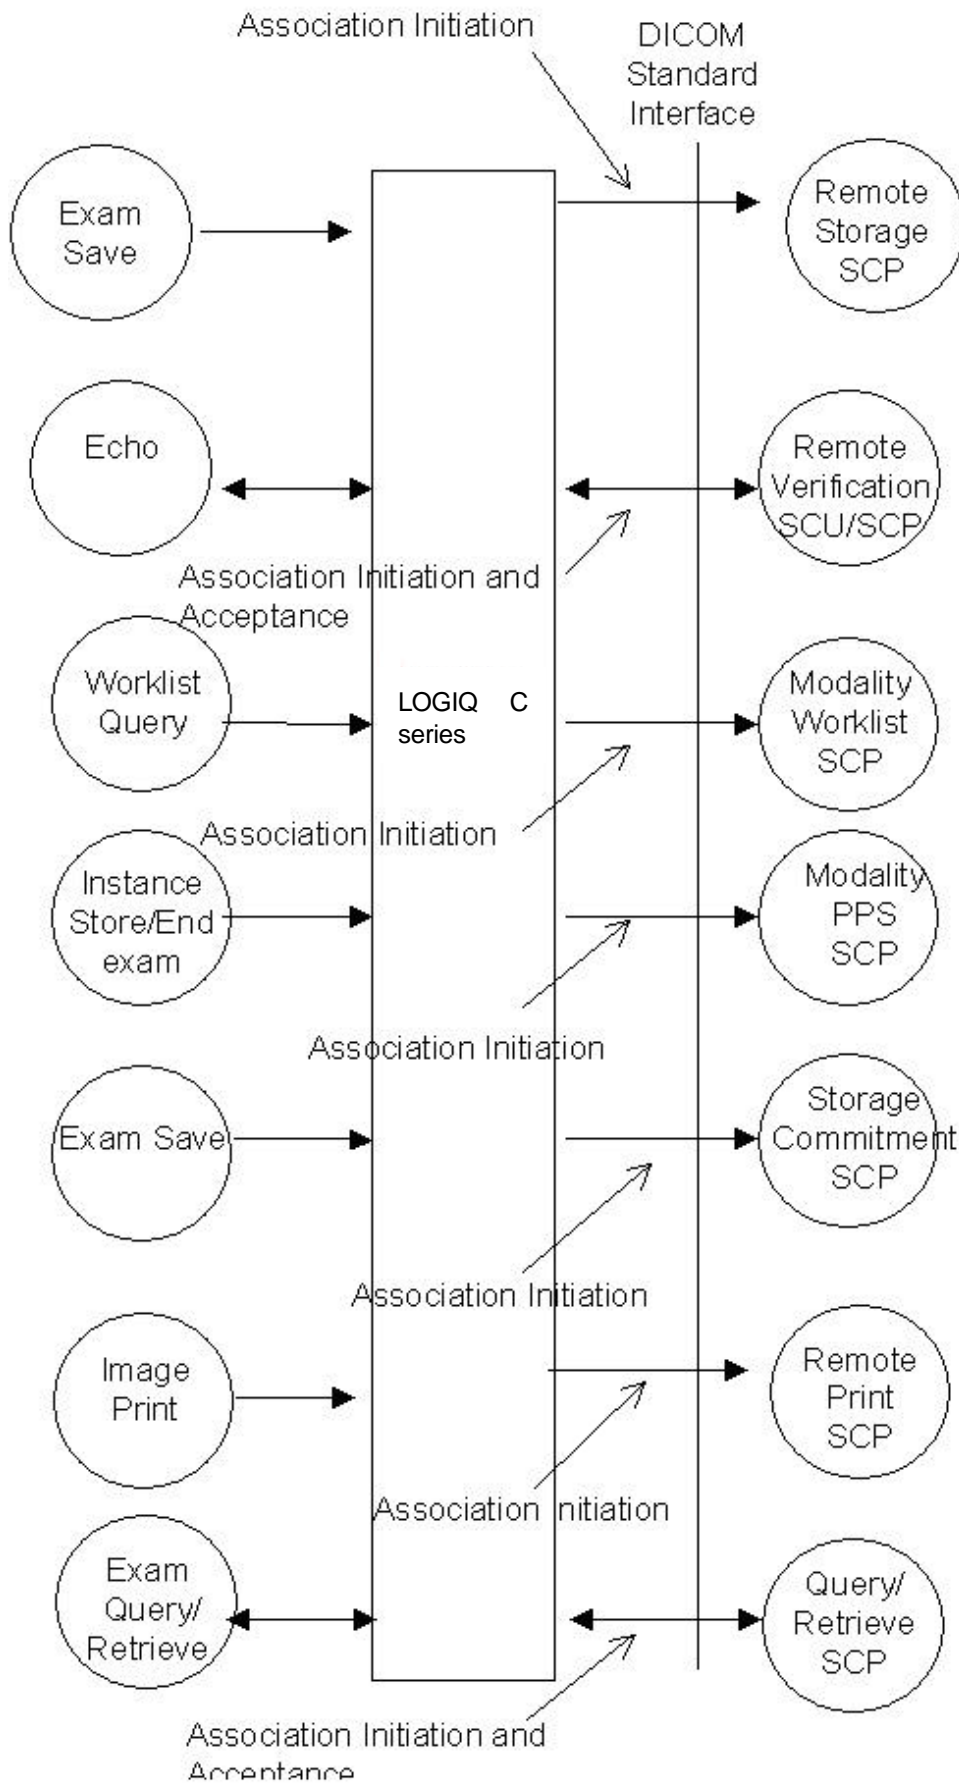 Association Initiation
DICOM
Standard
Interface
Exam
Save
Remote
Storage
SCP
Echo
Remote
Verification
SCU/SCP
Association Initiation and
Acceptance
Worklist
Query
LOGIQ C
series
Modality
Worklist
SCP
Association Initiation
Instance
Store/End
exam
Modality
PPS
SCP
Association Initiation
Exam Save
Storage
Commitment
SCP
Association Initiation
Image
Print
Remote
Print
SCP
Association nitiation
Exam
Query/
Retrieve
Query/
Retrieve
SCP
Association Initiation and
Acceptance